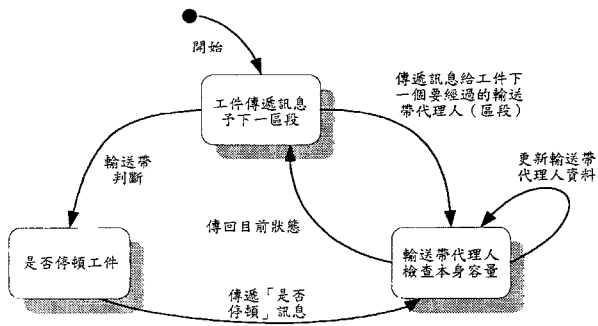 開始
工件傳遞訊息
予下一區段
傳遞訊息給工件下
一個要經過的輸送
帶代理人（區段）
輸送帶
判斷
更新輸送帶
代理人資料
傳回目前狀態
是否停頓工件
輸送帶代理人
檢查本身容量
傳遞「是否
停頓」訊息